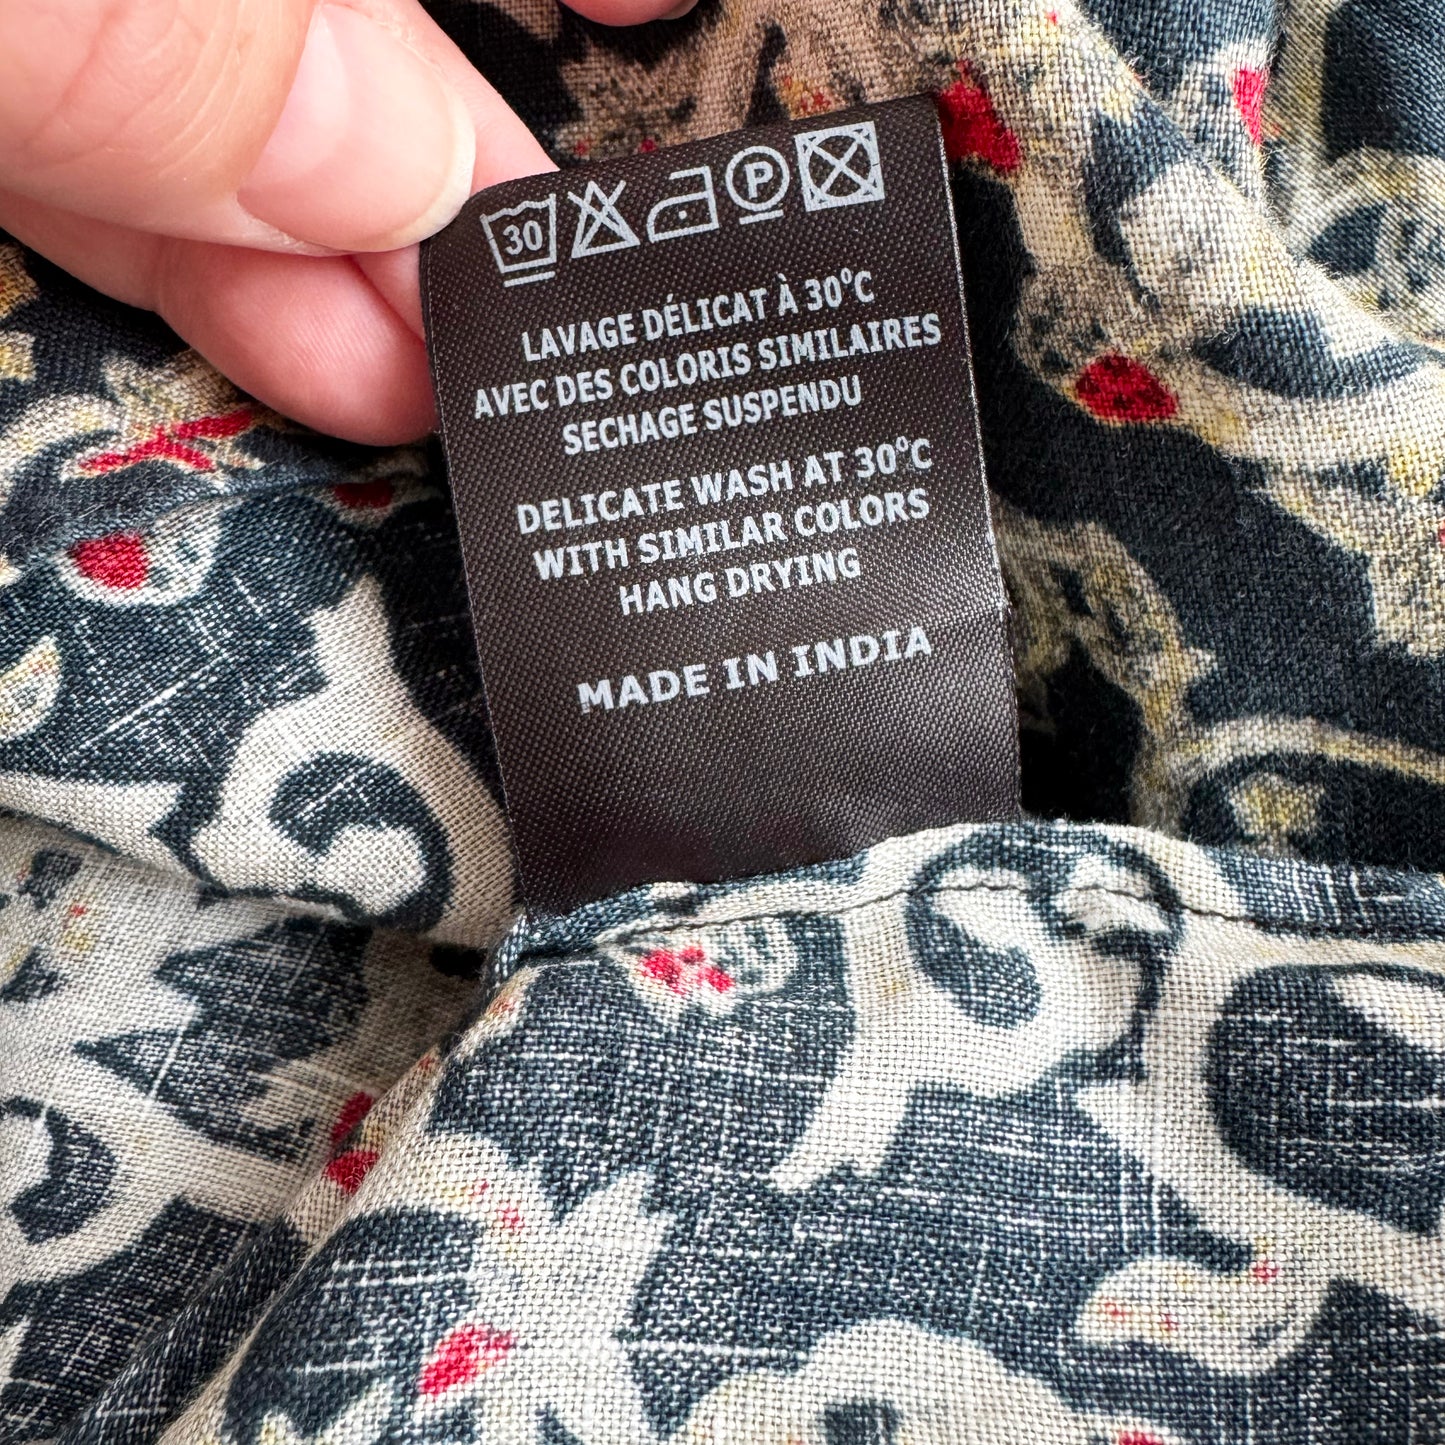 30 P
LAVAGE DÉLICAT À 30°C
AVEC DES COLORIS SIMILAIRES
SECHAGE SUSPENDU
DELICATE WASH AT 30°C
WITH SIMILAR COLORS
HANG DRYING
MADE IN INDIA